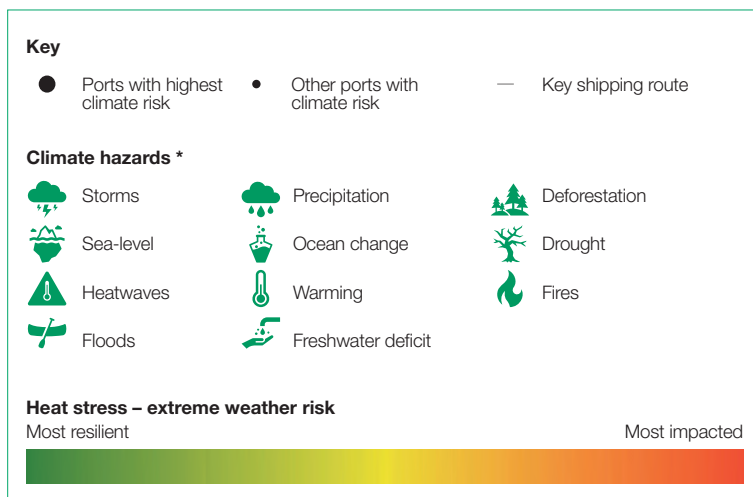 Key
Ports with highest climate risk
Other ports with climate risk
Key shipping route
Climate hazards *
Storms
Precipitation
Deforestation
Sea-level
Ocean change
Drought
Heatwaves
Warming
Fires
Floods
Freshwater deficit
Heat stress – extreme weather risk
Most resilient
Most impacted